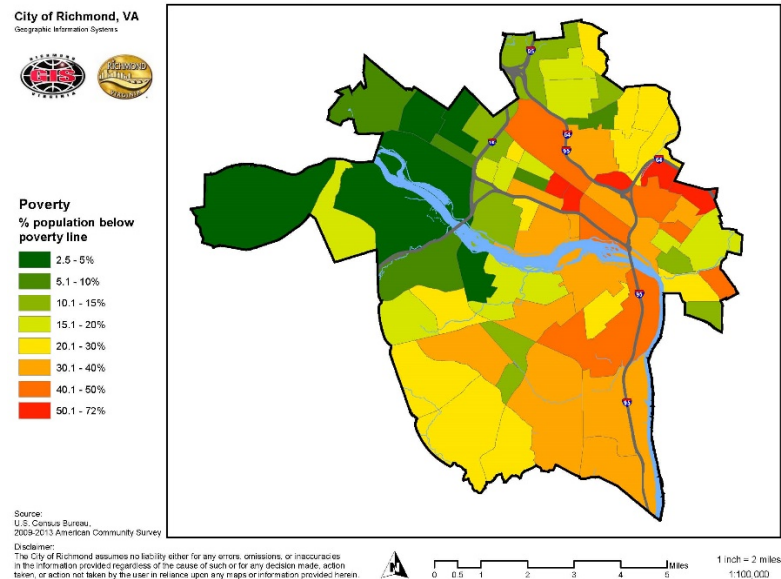 City of Richmond, VA
Geographic Information Systems
RICHMOND
GIS
VIRGINIA
RICHMOND
VIRGINIA
Poverty
% population below
poverty line
2.5 - 5%
5.1 - 10%
10.1 - 15%
15.1 - 20%
20.1 - 30%
30.1 - 40%
40.1 - 50%
50.1 - 72%
95
64
95
64
95
95
Source:
U.S. Census Bureau,
2009-2013 American Community Survey
Disclaimer:
The City of Richmond assumes no liability either for any errors, omissions, or inaccuracies
in the information provided regardless of the cause of such or for any decision made, action
taken, or action not taken by the user in reliance upon any maps or information provided herein.
0 0.5 1 2 3 4 5 Miles
1 inch = 2 miles
1:100,000